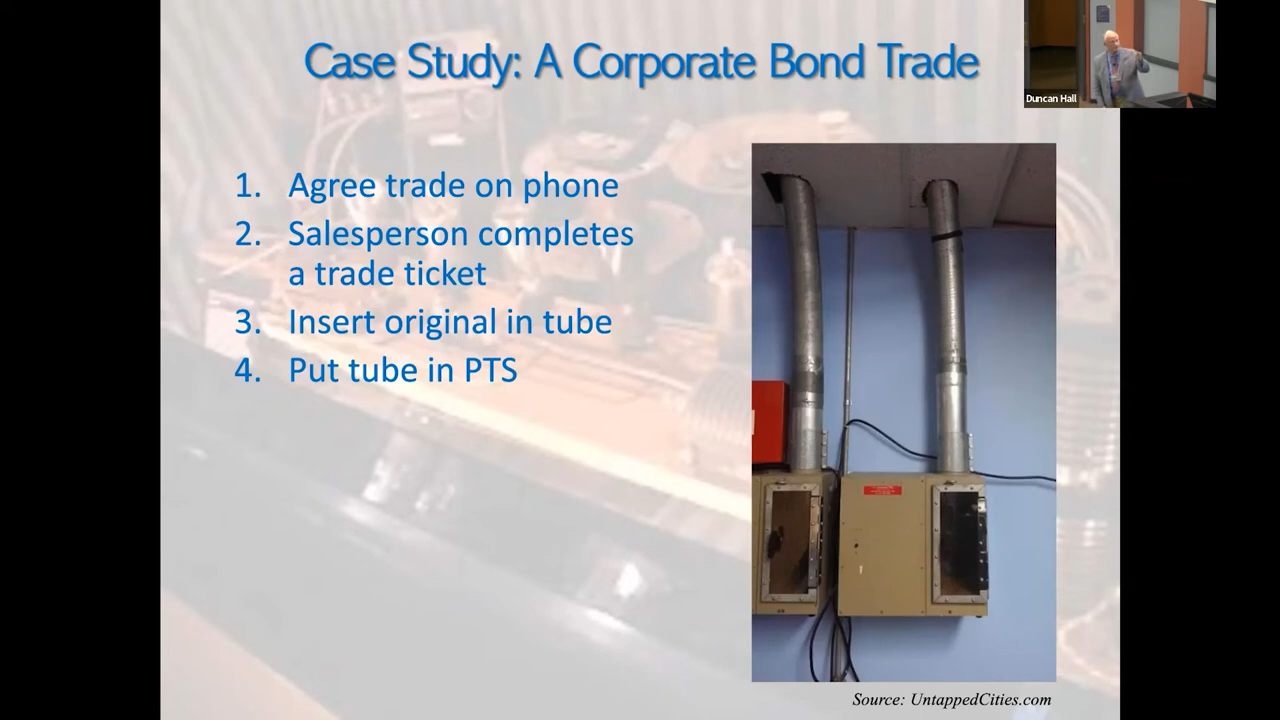 Case Study: A Corporate Bond Trade
Duncan Hall
1. Agree trade on phone
2. Salesperson completes
a trade ticket
3. Insert original in tube
4. Put tube in PTS
Source: UntappedCities.com